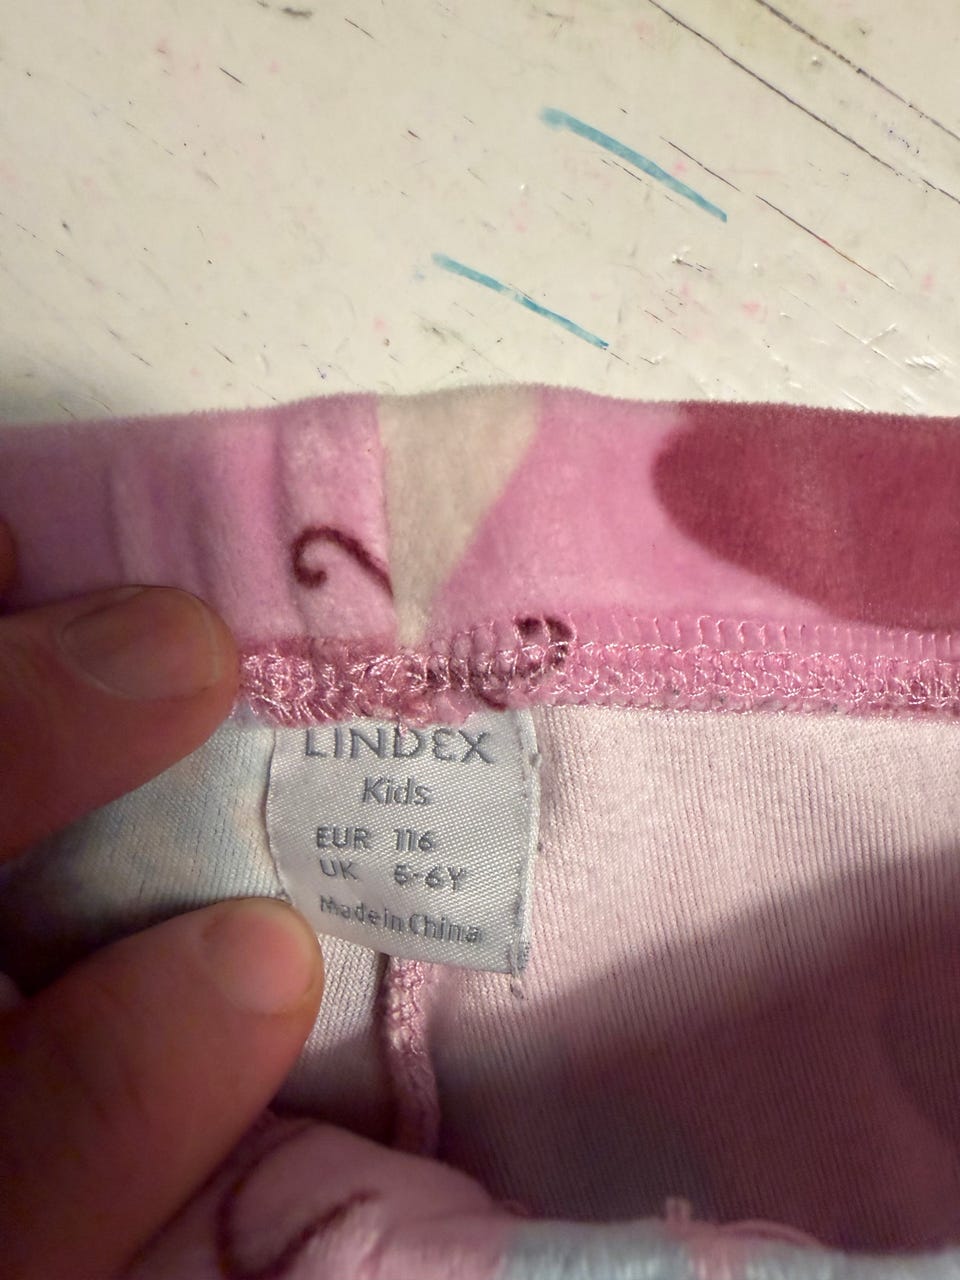 LINDEX
Kids
EUR 116
UK 5-6Y
Made in China